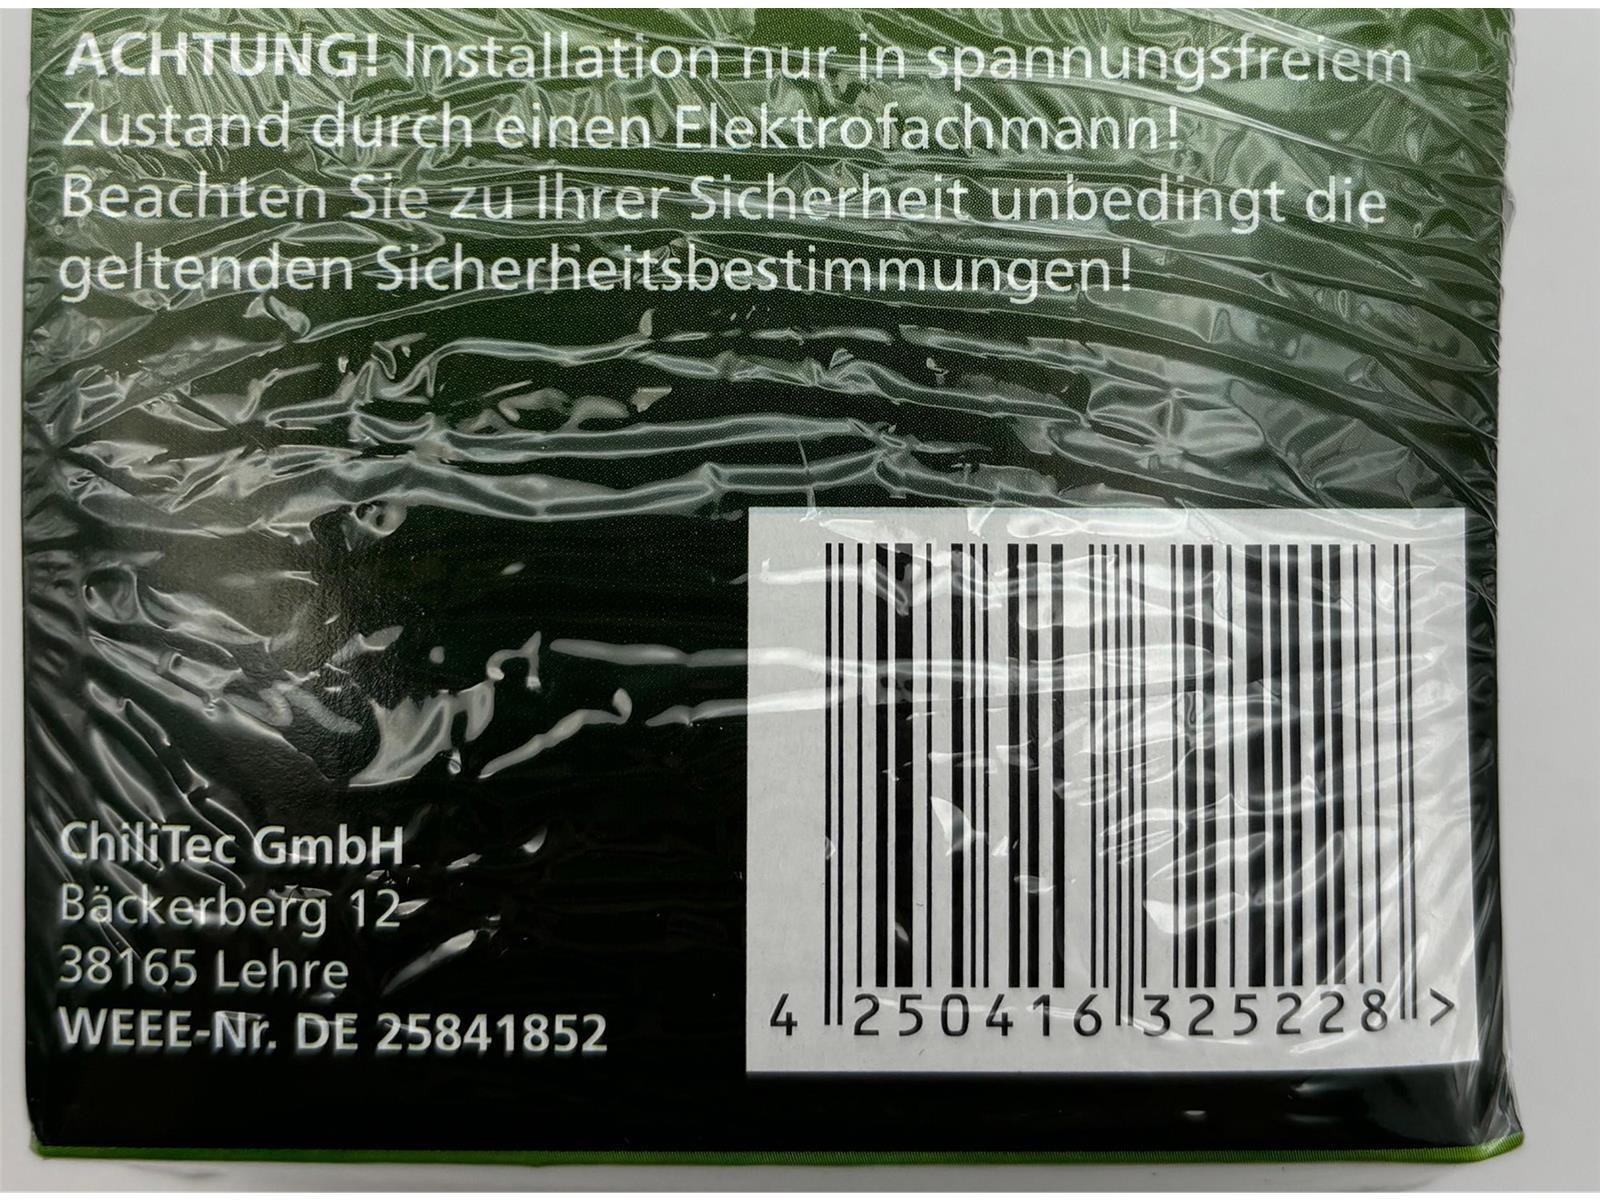 ACHTUNG! Installation nur in spannungsfreiem
Zustand durch einen Elektrofachmann!
Beachten Sie zu Ihrer Sicherheit unbedingt die
geltenden Sicherheitsbestimmungen!
ChiliTec GmbH
Bäckerberg 12
38165 Lehre
WEEE-Nr. DE 25841852
4 250416 325228 >